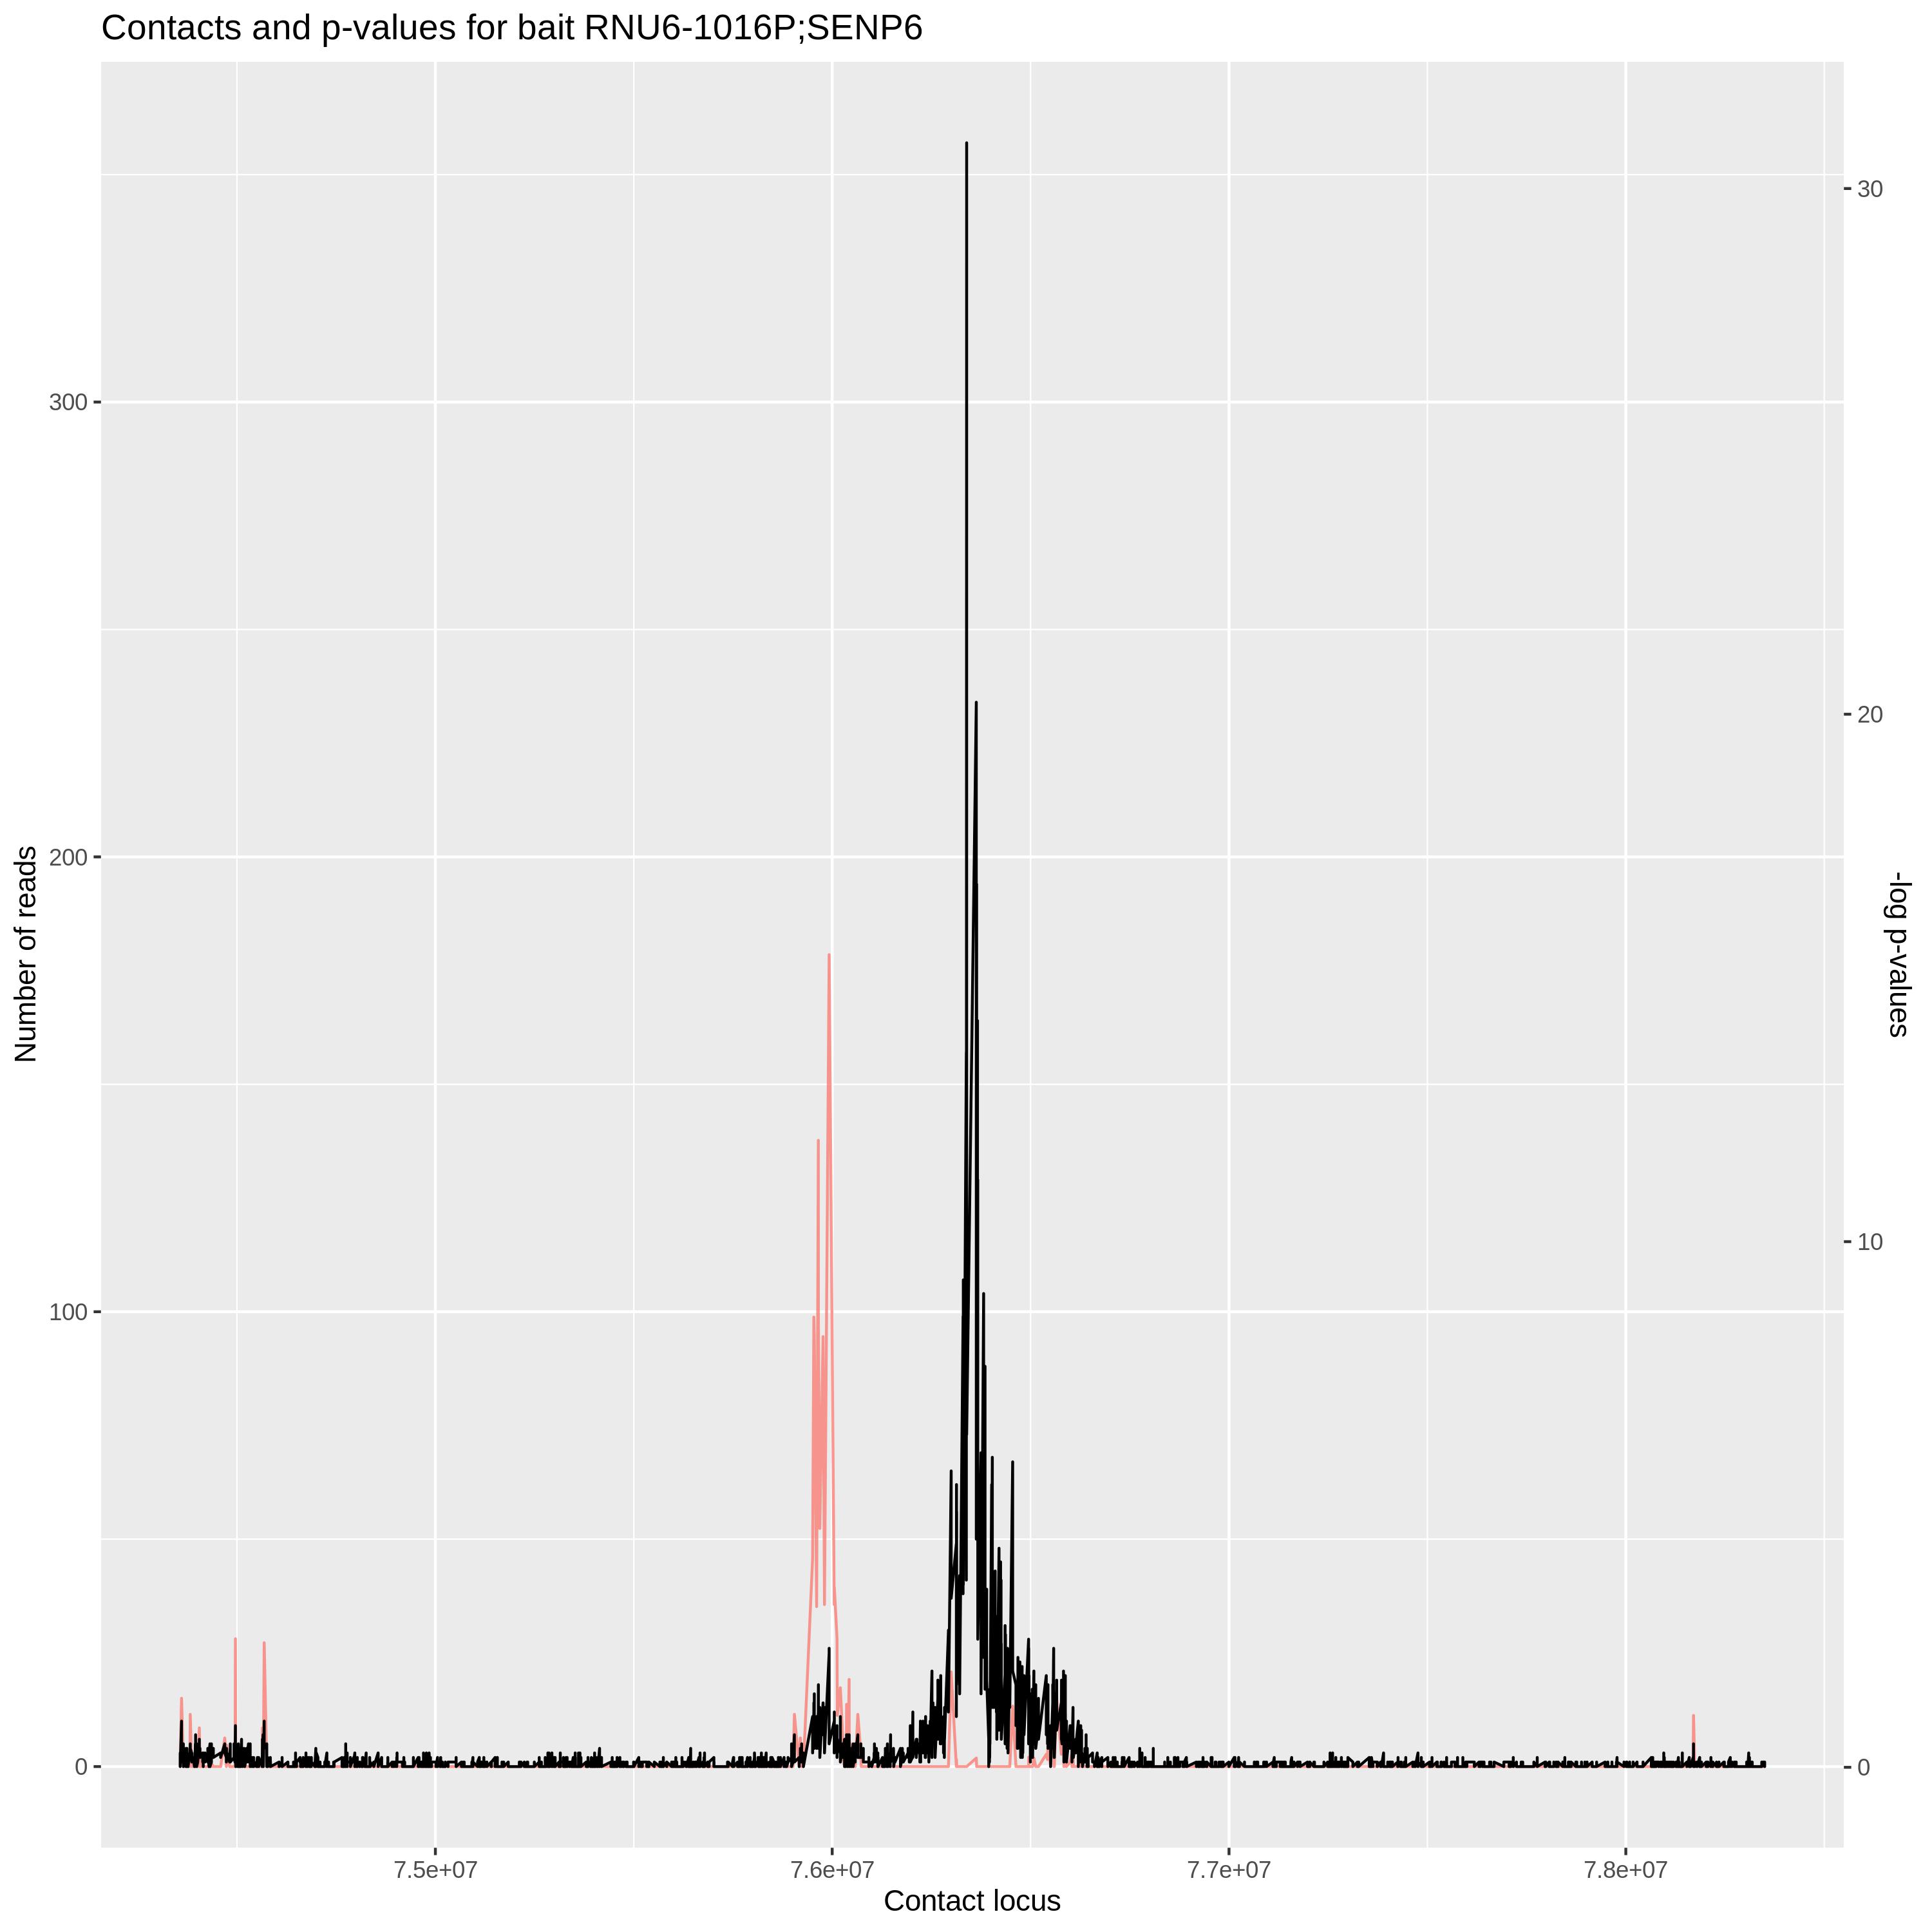 Contacts and p-values for bait RNU6-1016P;SENP6
300
200
100
0
Number of reads
30
20
10
0
-log p-values
7.5e+07
7.6e+07
7.7e+07
7.8e+07
Contact locus